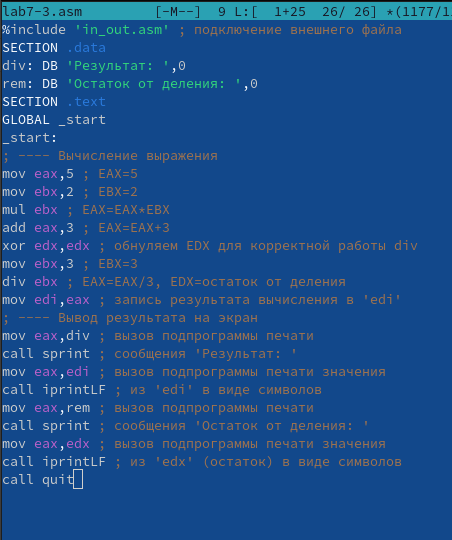 lab7-3.asm [-M--] 9 L:[ 1+25 26/ 26] *(1177/1
%include 'in_out.asm' ; подключение внешнего файла
SECTION .data
div: DB 'Результат: ',0
rem: DB 'Остаток от деления: ',0
SECTION .text
GLOBAL _start
_start:
; ---- Вычисление выражения
mov eax,5 ; EAX=5
mov ebx,2 ; EBX=2
mul ebx ; EAX=EAX*EBX
add eax,3 ; EAX=EAX+3
xor edx,edx ; обнуляем EDX для корректной работы div
mov ebx,3 ; EBX=3
div ebx ; EAX=EAX/3, EDX=остаток от деления
mov edi,eax ; запись результата вычисления в 'edi'
; ---- Вывод результата на экран
mov eax,div ; вызов подпрограммы печати
call sprint ; сообщения 'Результат: '
mov eax,edi ; вызов подпрограммы печати значения
call iprintLF ; из 'edi' в виде символов
mov eax,rem ; вызов подпрограммы печати
call sprint ; сообщения 'Остаток от деления: '
mov eax,edx ; вызов подпрограммы печати значения
call iprintLF ; из 'edx' (остаток) в виде символов
call quit